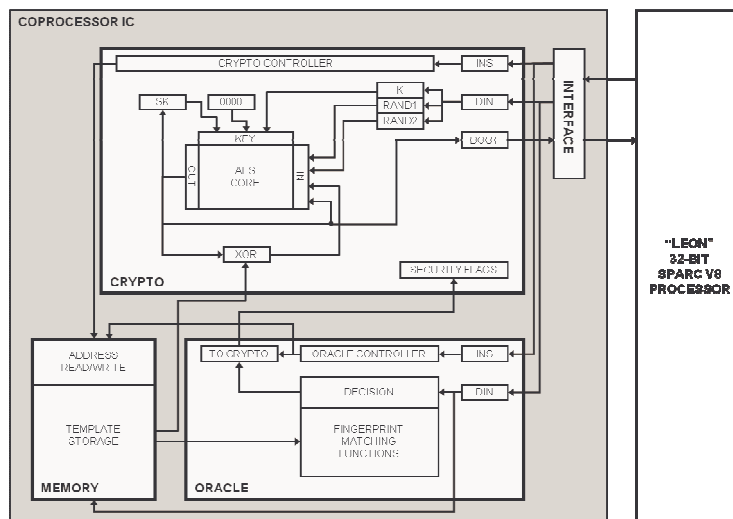 COPROCESSOR IC
CRYPTO CONTROLLER
INS
INTERFACE
SK
0000
K
RAND1
RAND2
DIN
DOUT
KEY
OUT
AES
CORE
IN
XOR
SECURITY FLAGS
CRYPTO
"LEON"
32-BIT
SPARC V8
PROCESSOR
ADDRESS
READ/WRITE
TEMPLATE
STORAGE
MEMORY
TO CRYPTO
ORACLE CONTROLLER
INS
DECISION
DIN
FINGERPRINT
MATCHING
FUNCTIONS
ORACLE